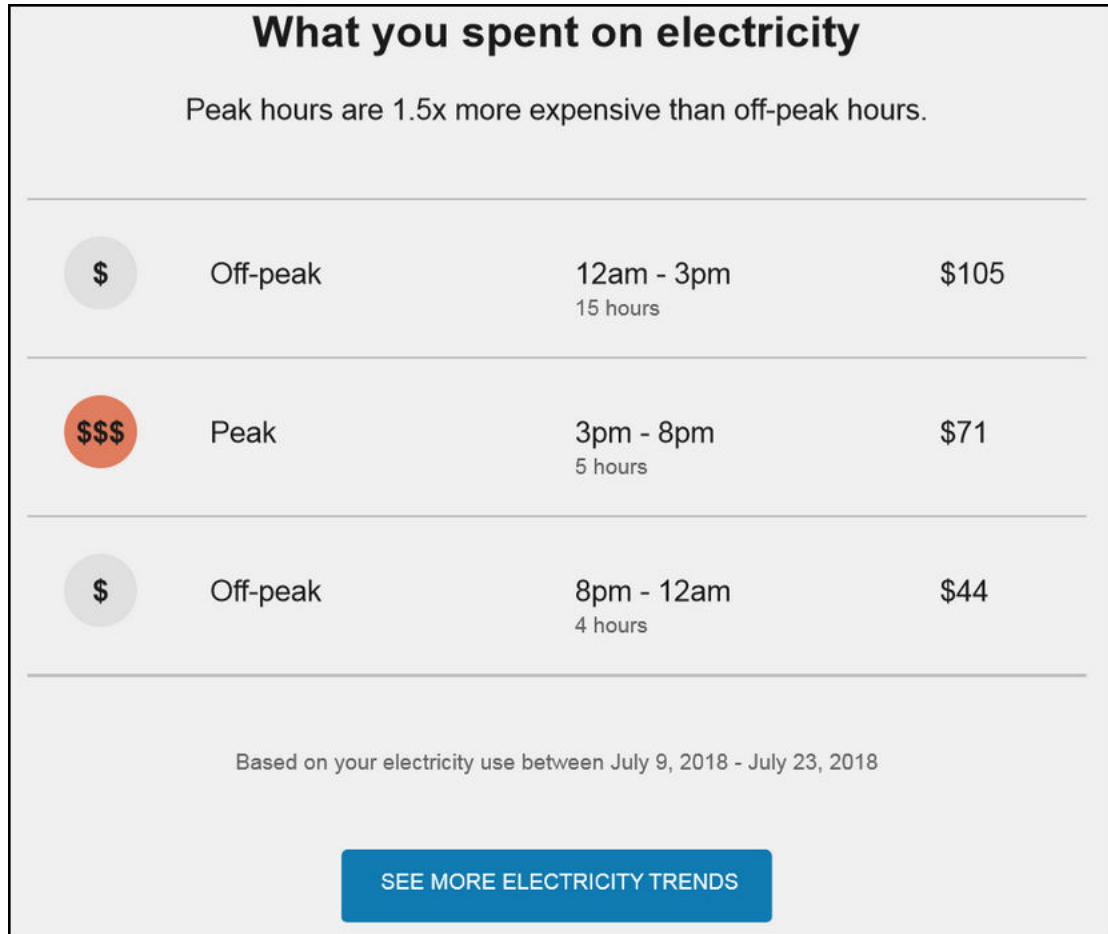 What you spent on electricity
Peak hours are 1.5x more expensive than off-peak hours.
$ Off-peak 12am - 3pm $105
15 hours
$$$ Peak 3pm - 8pm $71
5 hours
$ Off-peak 8pm - 12am $44
4 hours
Based on your electricity use between July 9, 2018 - July 23, 2018
SEE MORE ELECTRICITY TRENDS